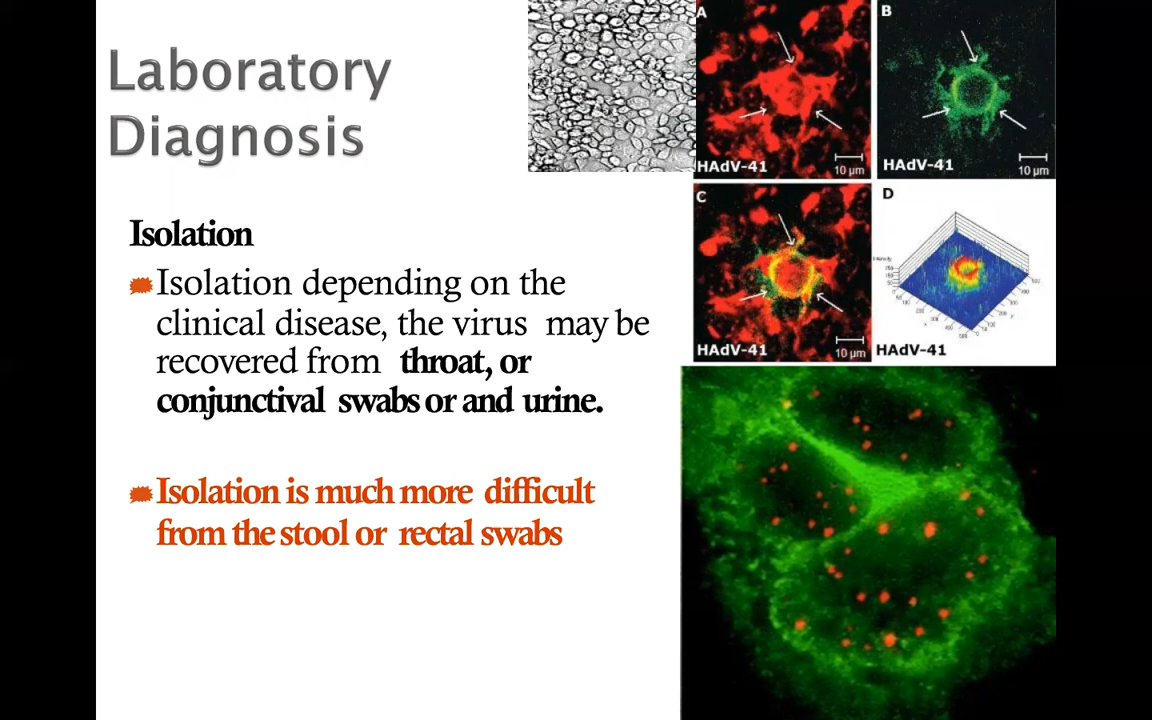 Laboratory
Diagnosis
Isolation
Isolation depending on the
clinical disease, the virus may be
recovered from throat, or
conjunctival swabs or and urine.
Isolation is much more difficult
from the stool or rectal swabs
A
HAdV-41
10 µm
B
HAdV-41
10 µm
C
HAdV-41
10 µm
D
HAdV-41